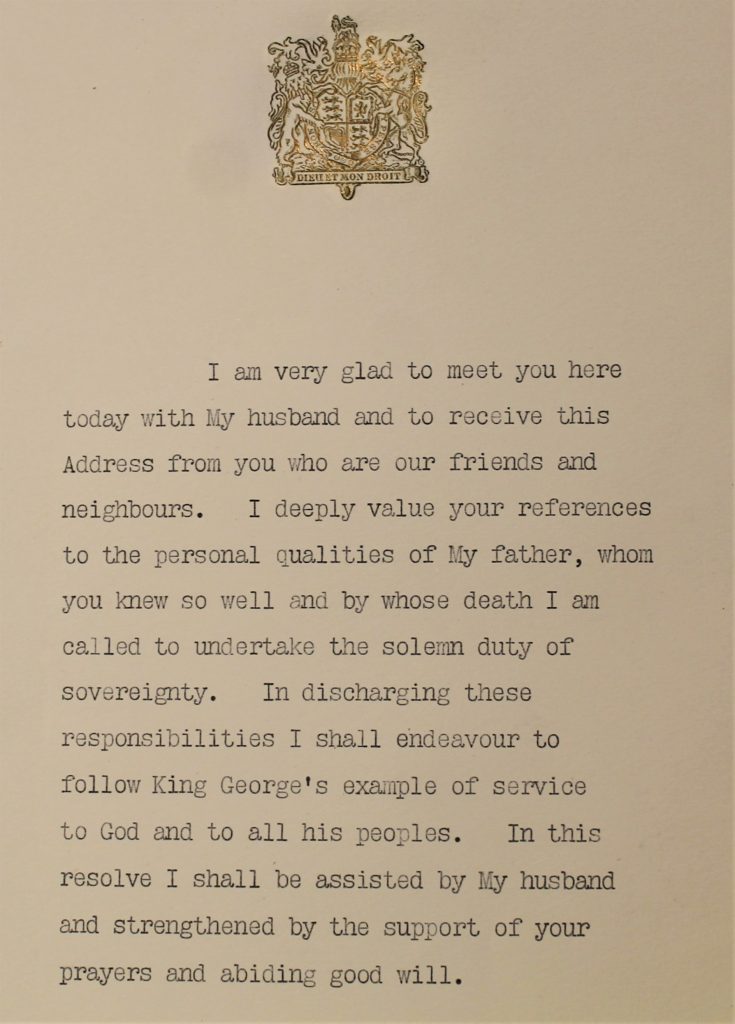 DIEU ET MON DROIT
I am very glad to meet you here
today with My husband and to receive this
Address from you who are our friends and
neighbours. I deeply value your references
to the personal qualities of My father, whom
you knew so well and by whose death I am
called to undertake the solemn duty of
sovereignty. In discharging these
responsibilities I shall endeavour to
follow King George's example of service
to God and to all his peoples. In this
resolve I shall be assisted by My husband
and strengthened by the support of your
prayers and abiding good will.